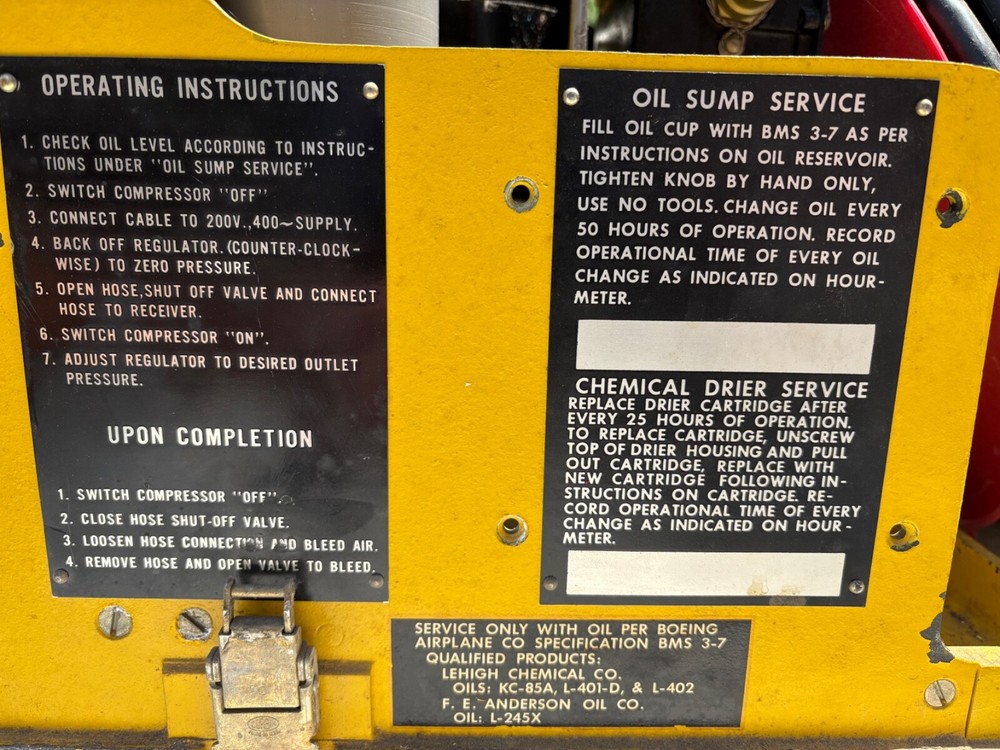 OPERATING INSTRUCTIONS
1. CHECK OIL LEVEL ACCORDING TO INSTRUC-
TIONS UNDER "OIL SUMP SERVICE".
2. SWITCH COMPRESSOR "OFF"
3. CONNECT CABLE TO 200V.,400~SUPPLY.
4. BACK OFF REGULATOR.(COUNTER-CLOCK-
WISE) TO ZERO PRESSURE.
5. OPEN HOSE,SHUT OFF VALVE AND CONNECT
HOSE TO RECEIVER.
6. SWITCH COMPRESSOR "ON".
7. ADJUST REGULATOR TO DESIRED OUTLET
PRESSURE.
UPON COMPLETION
1. SWITCH COMPRESSOR "OFF".
2. CLOSE HOSE SHUT-OFF VALVE.
3. LOOSEN HOSE CONNECTION AND BLEED AIR.
4. REMOVE HOSE AND OPEN VALVE TO BLEED.
OIL SUMP SERVICE
FILL OIL CUP WITH BMS 3-7 AS PER
INSTRUCTIONS ON OIL RESERVOIR.
TIGHTEN KNOB BY HAND ONLY,
USE NO TOOLS. CHANGE OIL EVERY
50 HOURS OF OPERATION. RECORD
OPERATIONAL TIME OF EVERY OIL
CHANGE AS INDICATED ON HOUR-
METER.
CHEMICAL DRIER SERVICE
REPLACE DRIER CARTRIDGE AFTER
EVERY 25 HOURS OF OPERATION.
TO REPLACE CARTRIDGE, UNSCREW
TOP OF DRIER HOUSING AND PULL
OUT CARTRIDGE, REPLACE WITH
NEW CARTRIDGE FOLLOWING IN-
STRUCTIONS ON CARTRIDGE. RE-
CORD OPERATIONAL TIME OF EVERY
CHANGE AS INDICATED ON HOUR-
METER.
SERVICE ONLY WITH OIL PER BOEING
AIRPLANE CO SPECIFICATION BMS 3-7
QUALIFIED PRODUCTS:
LEHIGH CHEMICAL CO.
OILS: KC-85A, L-401-D, & L-402
F. E. ANDERSON OIL CO.
OIL: L-245X